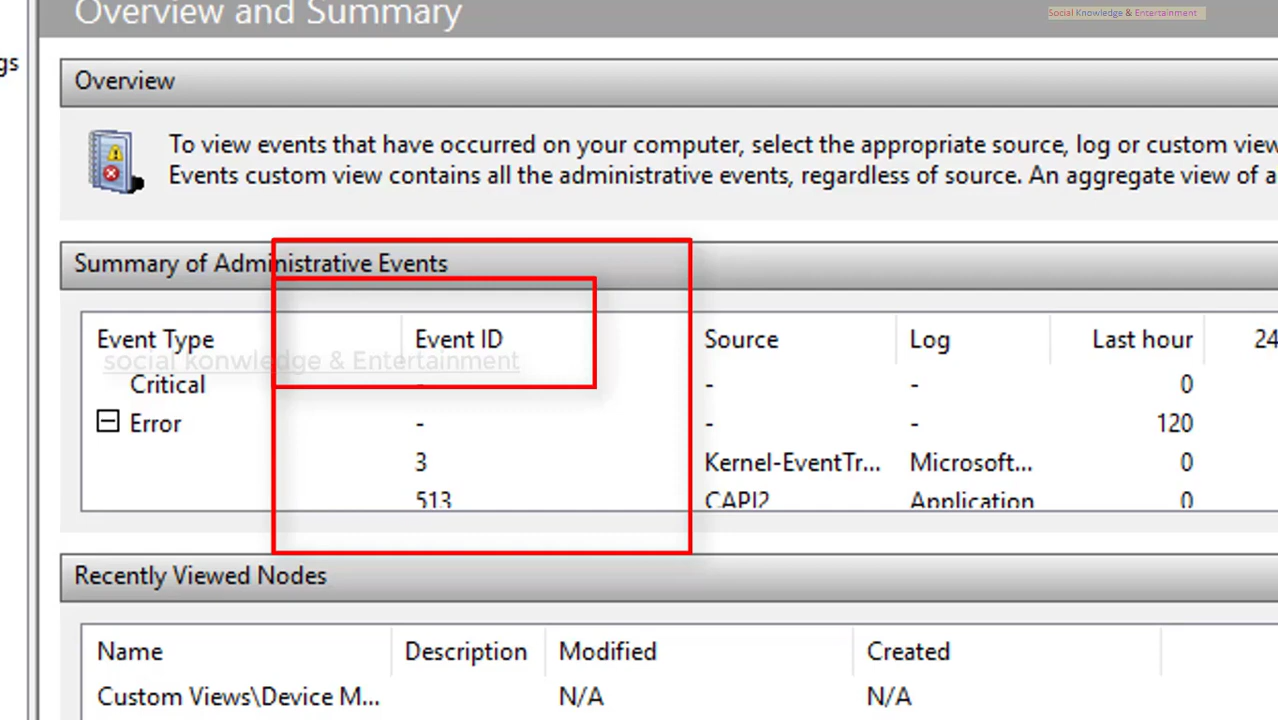 Overview and Summary
Social Knowledge & Entertainment
gs
Overview
To view events that have occurred on your computer, select the appropriate source, log or custom view
Events custom view contains all the administrative events, regardless of source. An aggregate view of a
Summary of Administrative Events
Event Type Event ID Source Log Last hour 24
social konwledge & Entertainment
Critical - - - 0
Error - - - 120
3 Kernel-EventTr... Microsoft... 0
513 CAPI2 Application 0
Recently Viewed Nodes
Name Description Modified Created
Custom Views\Device M... N/A N/A